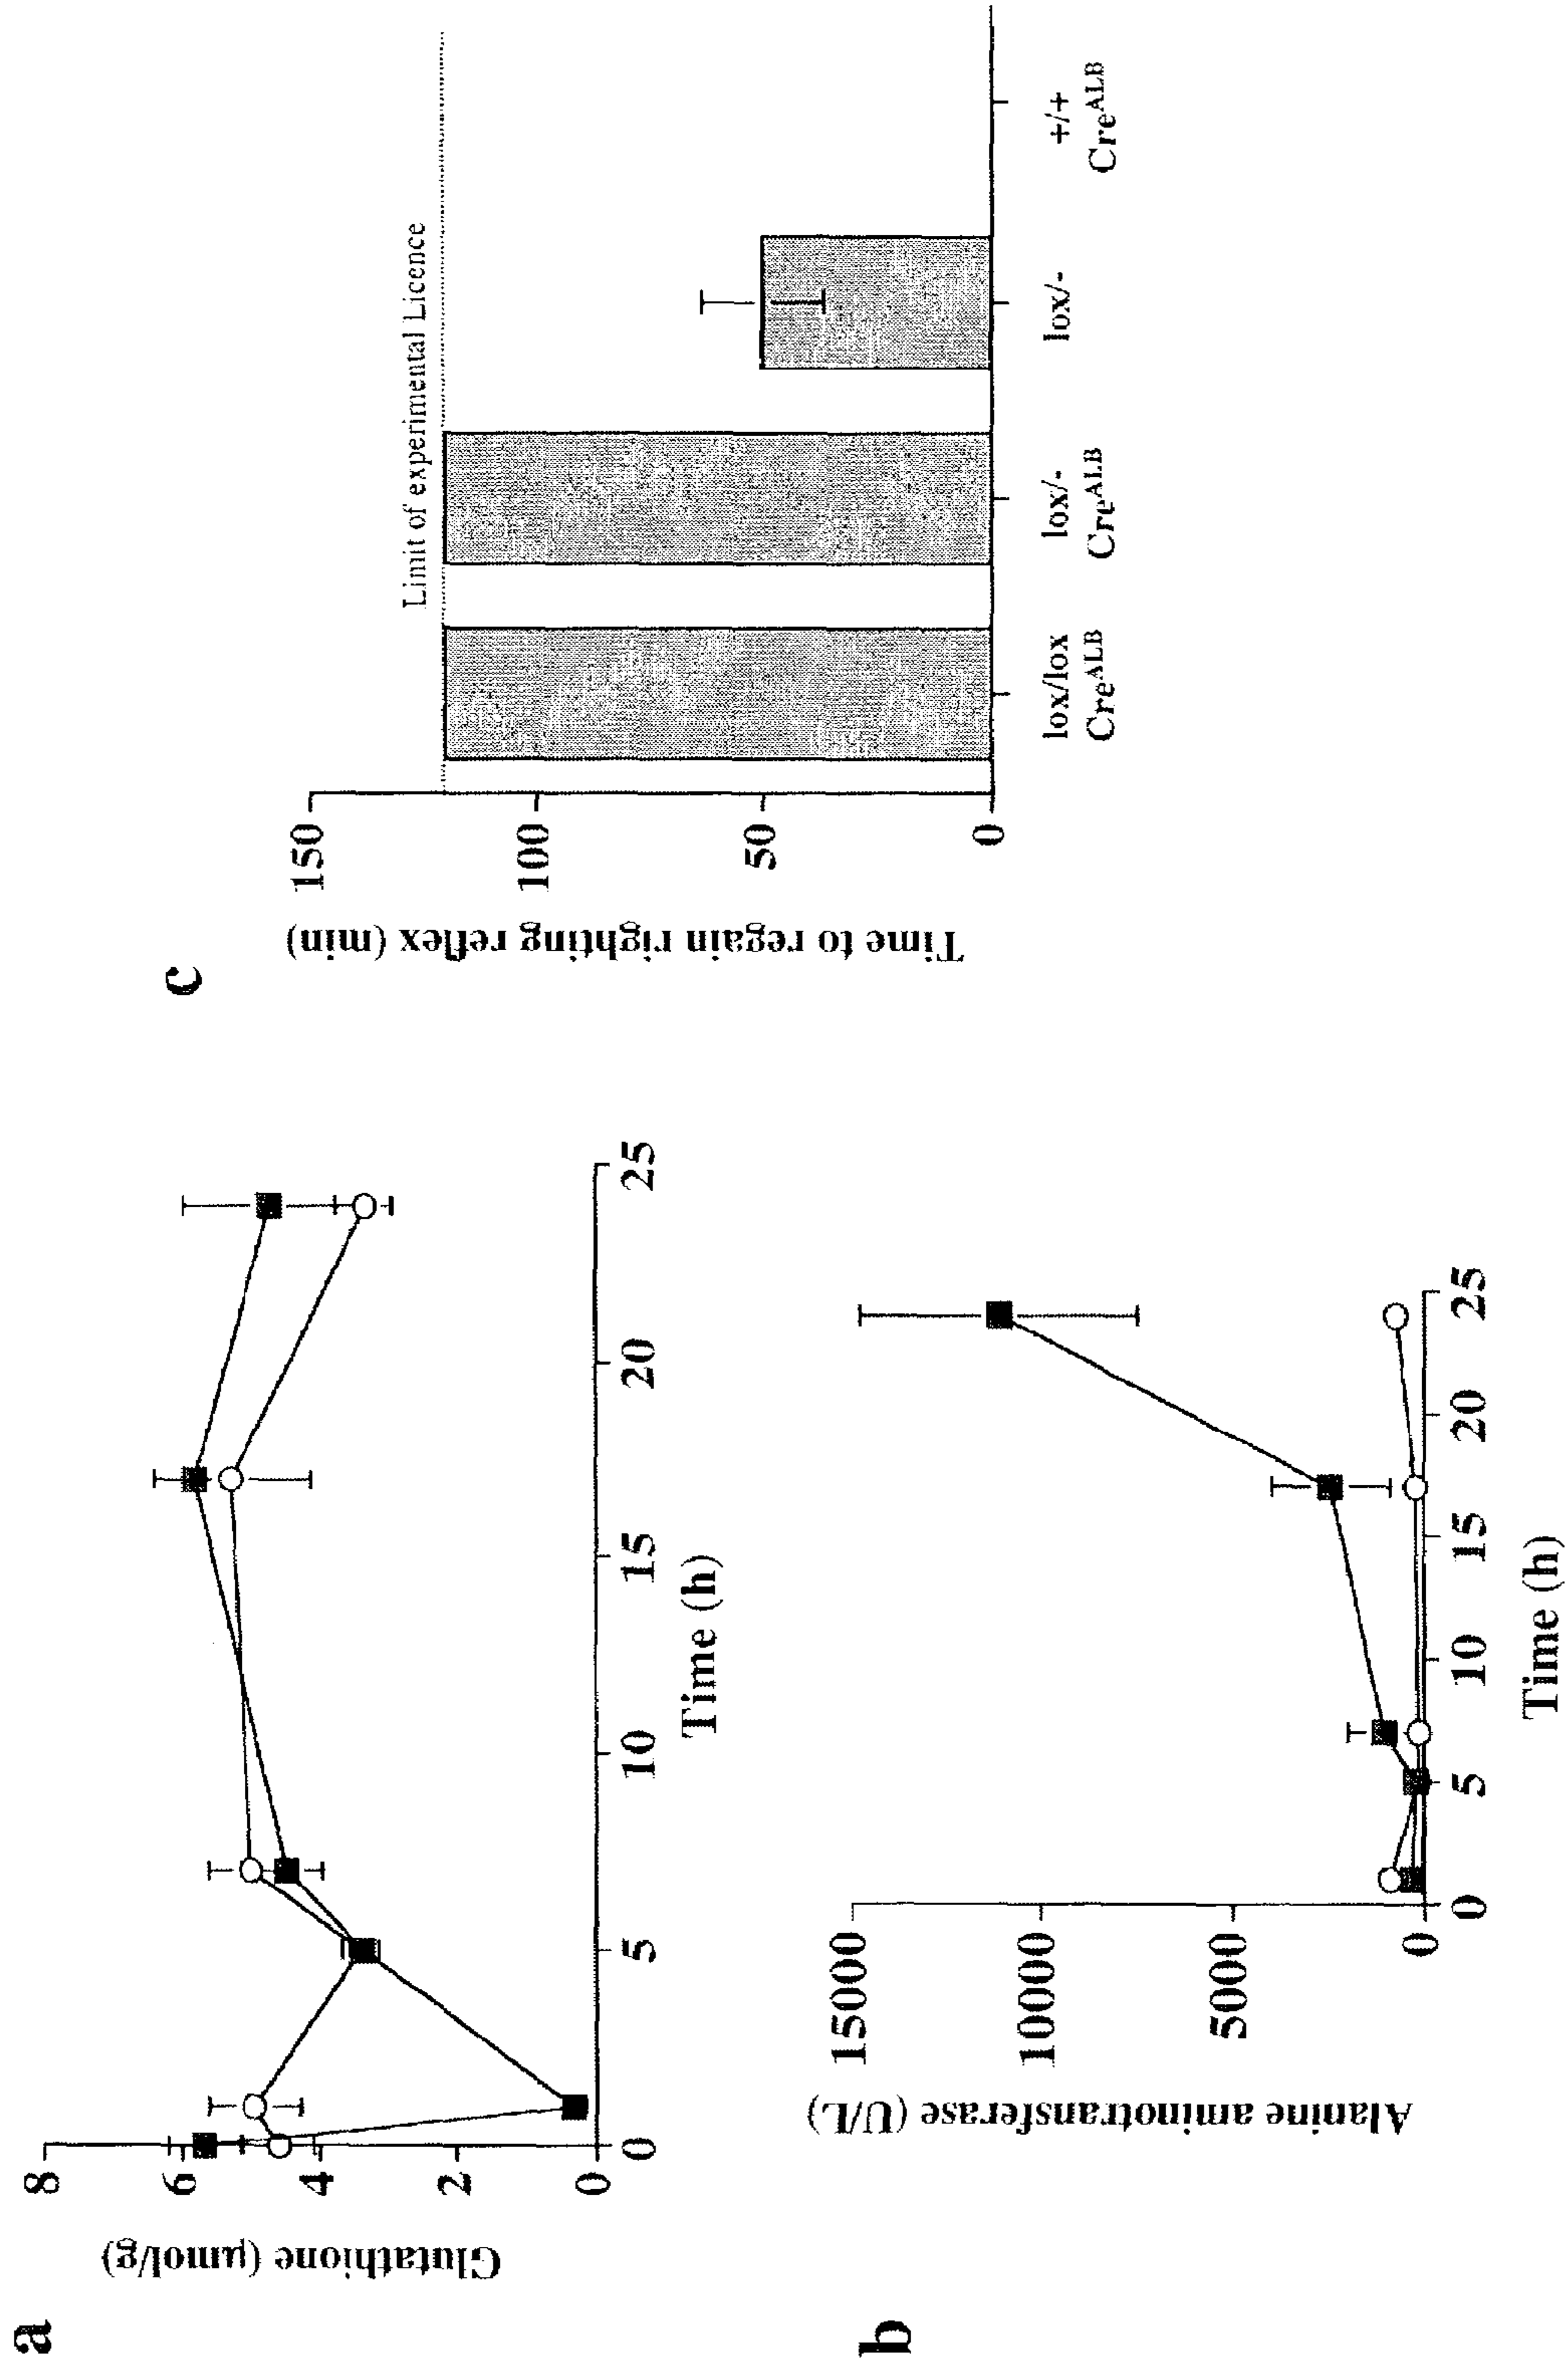 a
Glutathione (µmol/g)
8
6
4
2
0
0
5
10
15
20
25
Time (h)
b
Alanine aminotransferase (U/L)
15000
10000
5000
0
0
5
10
15
20
25
Time (h)
c
Time to regain righting reflex (min)
150
100
50
0
Limit of experimental Licence
lox/lox
Cre^ALB
lox/-
Cre^ALB
lox/-
+/+
Cre^ALB